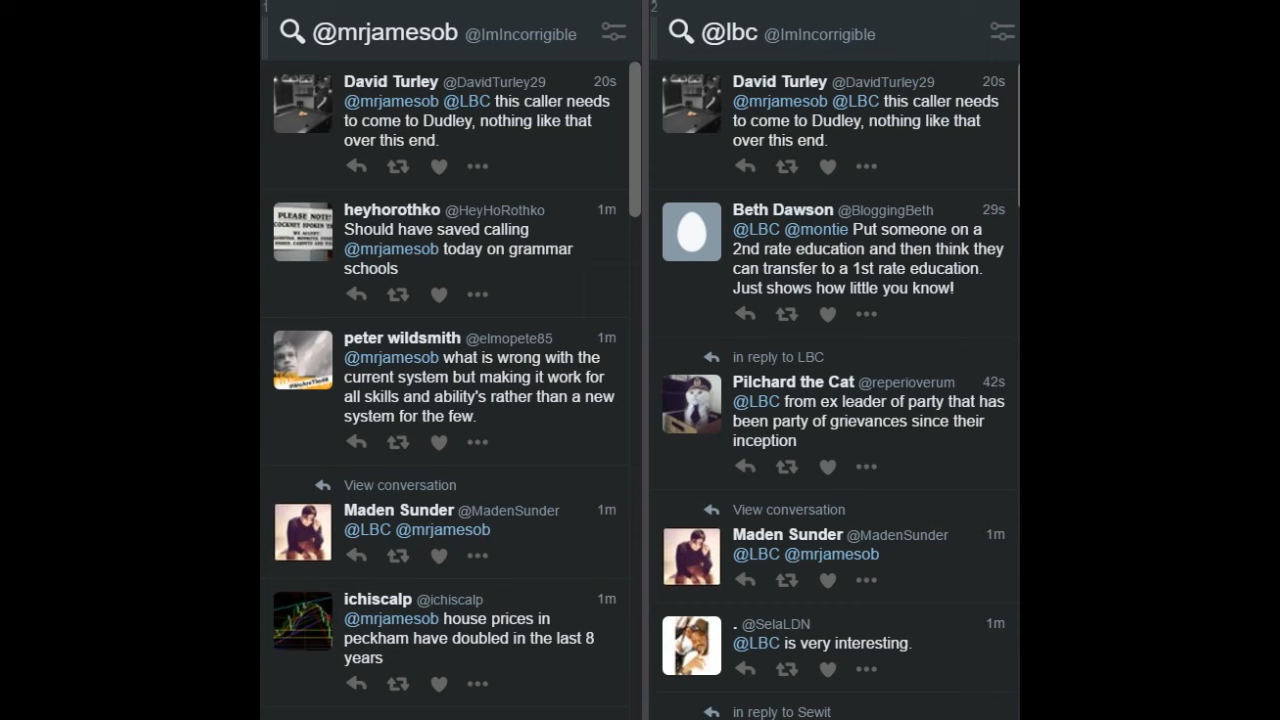 1
@mrjamesob @ImIncorrigible
David Turley @DavidTurley29 20s
@mrjamesob @LBC this caller needs
to come to Dudley, nothing like that
over this end.
heyhorothko @HeyHoRothko 1m
Should have saved calling
@mrjamesob today on grammar
schools
PLEASE NOTE!
peter wildsmith @elmopete85 1m
@mrjamesob what is wrong with the
current system but making it work for
all skills and ability's rather than a new
system for the few.
View conversation
Maden Sunder @MadenSunder 1m
@LBC @mrjamesob
ichiscalp @ichiscalp 1m
@mrjamesob house prices in
peckham have doubled in the last 8
years
2
@lbc @ImIncorrigible
David Turley @DavidTurley29 20s
@mrjamesob @LBC this caller needs
to come to Dudley, nothing like that
over this end.
Beth Dawson @BloggingBeth 29s
@LBC @montie Put someone on a
2nd rate education and then think they
can transfer to a 1st rate education.
Just shows how little you know!
in reply to LBC
Pilchard the Cat @reperioverum 42s
@LBC from ex leader of party that has
been party of grievances since their
inception
View conversation
Maden Sunder @MadenSunder 1m
@LBC @mrjamesob
. @SelaLDN 1m
@LBC is very interesting.
in reply to Sewit